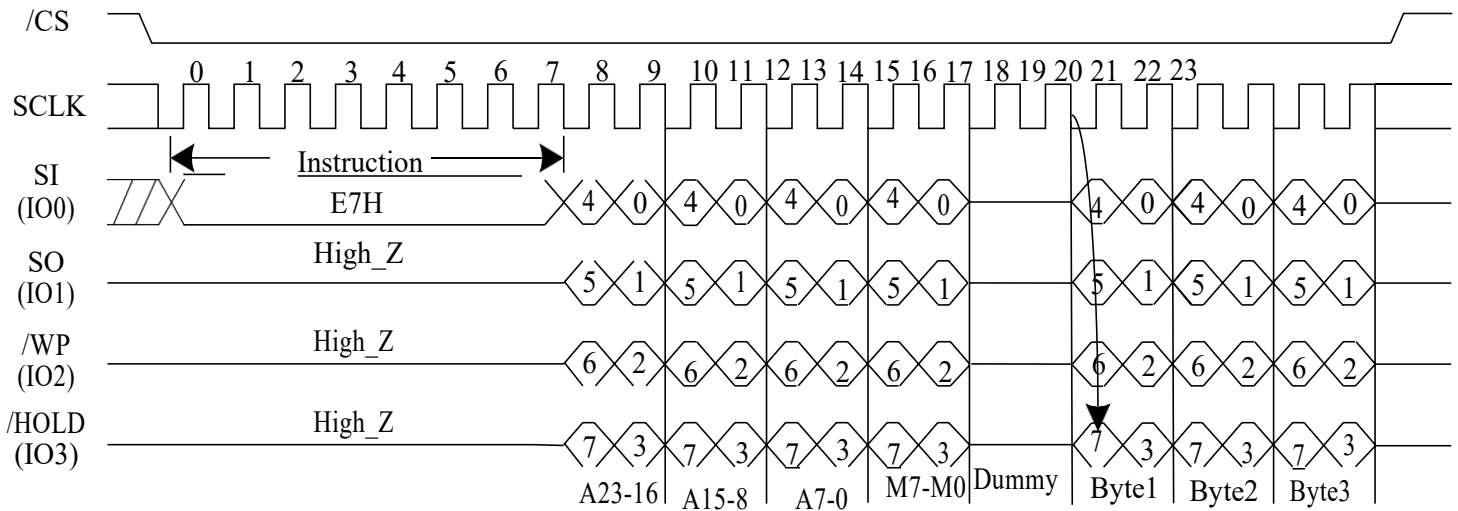 /CS
0 1 2 3 4 5 6 7 8 9 10 11 12 13 14 15 16 17 18 19 20 21 22 23
SCLK
Instruction
SI
(IO0)
E7H
4 0 4 0 4 0 4 0 4 0 4 0 4 0
High_Z
SO
(IO1)
5 1 5 1 5 1 5 1 5 1 5 1 5 1
High_Z
/WP
(IO2)
6 2 6 2 6 2 6 2 6 2 6 2 6 2
High_Z
/HOLD
(IO3)
7 3 7 3 7 3 7 3 7 3 7 3 7 3
A23-16 A15-8 A7-0 M7-M0 Dummy Byte1 Byte2 Byte3